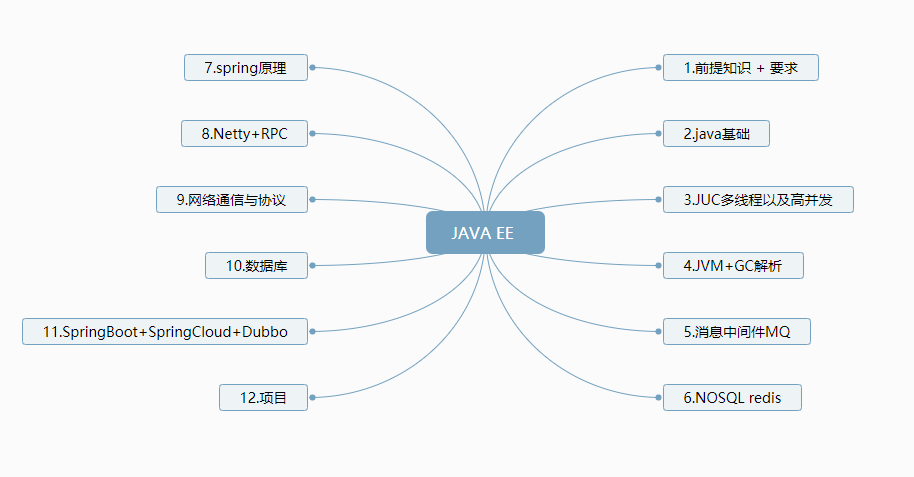 JAVA EE
1.前提知识 + 要求
2.java基础
3.JUC多线程以及高并发
4.JVM+GC解析
5.消息中间件MQ
6.NOSQL redis
7.spring原理
8.Netty+RPC
9.网络通信与协议
10.数据库
11.SpringBoot+SpringCloud+Dubbo
12.项目